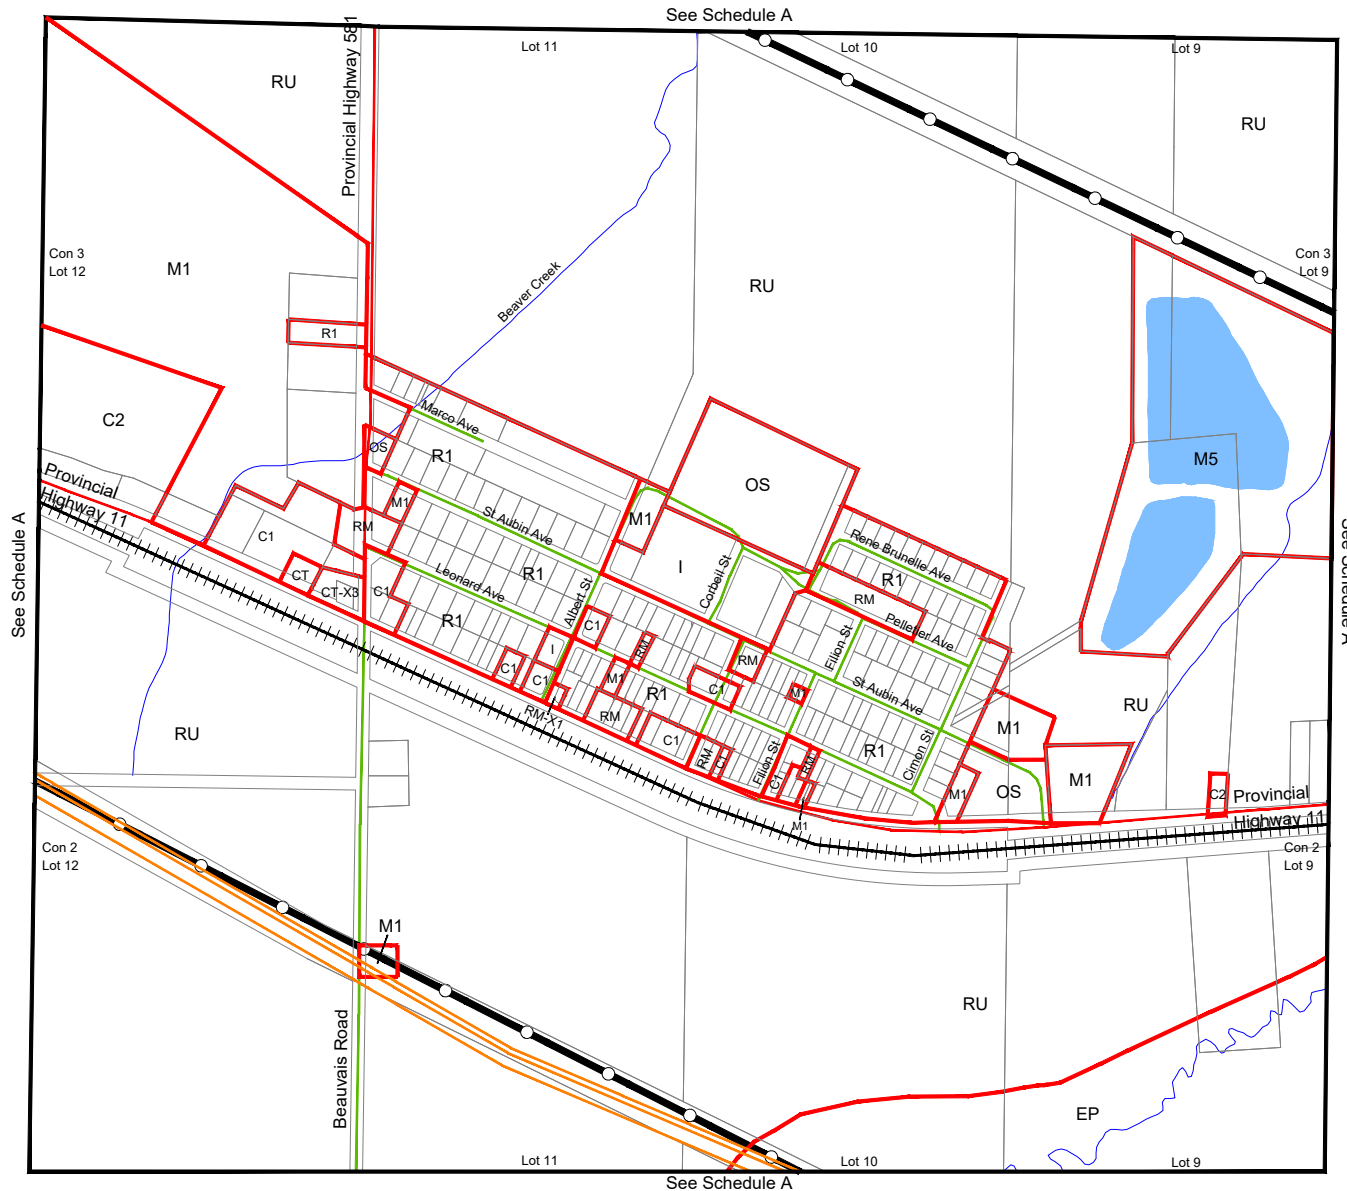 See Schedule A
Lot 11
Lot 10
Lot 9
Provincial Highway 581
RU
RU
Con 3
Lot 12
M1
Con 3
Lot 9
Beaver Creek
RU
R1
C2
Marco Ave
OS
R1
M5
OS
Provincial
Highway 11
M1
St Aubin Ave
M1
RM
C1
Rene Brundle Ave
See Schedule A
See Schedule A
Leonard Ave
R1
I
Corbeil St
R1
CT
CT-X3
C1
Albert St
RM
R1
C1
Pelletier Ave
Filion St
I
RM
RM
C1
C1
M1
R1
C1
M1
St Aubin Ave
RU
RM-X1
RM
M1
C1
R1
Cimon St
RU
RM
C1
Filion St
C1
RM
M1
OS
M1
C2
Provincial
Highway 11
M1
Con 2
Lot 12
Con 2
Lot 9
M1
RU
Beauvais Road
EP
Lot 11
Lot 10
Lot 9
See Schedule A